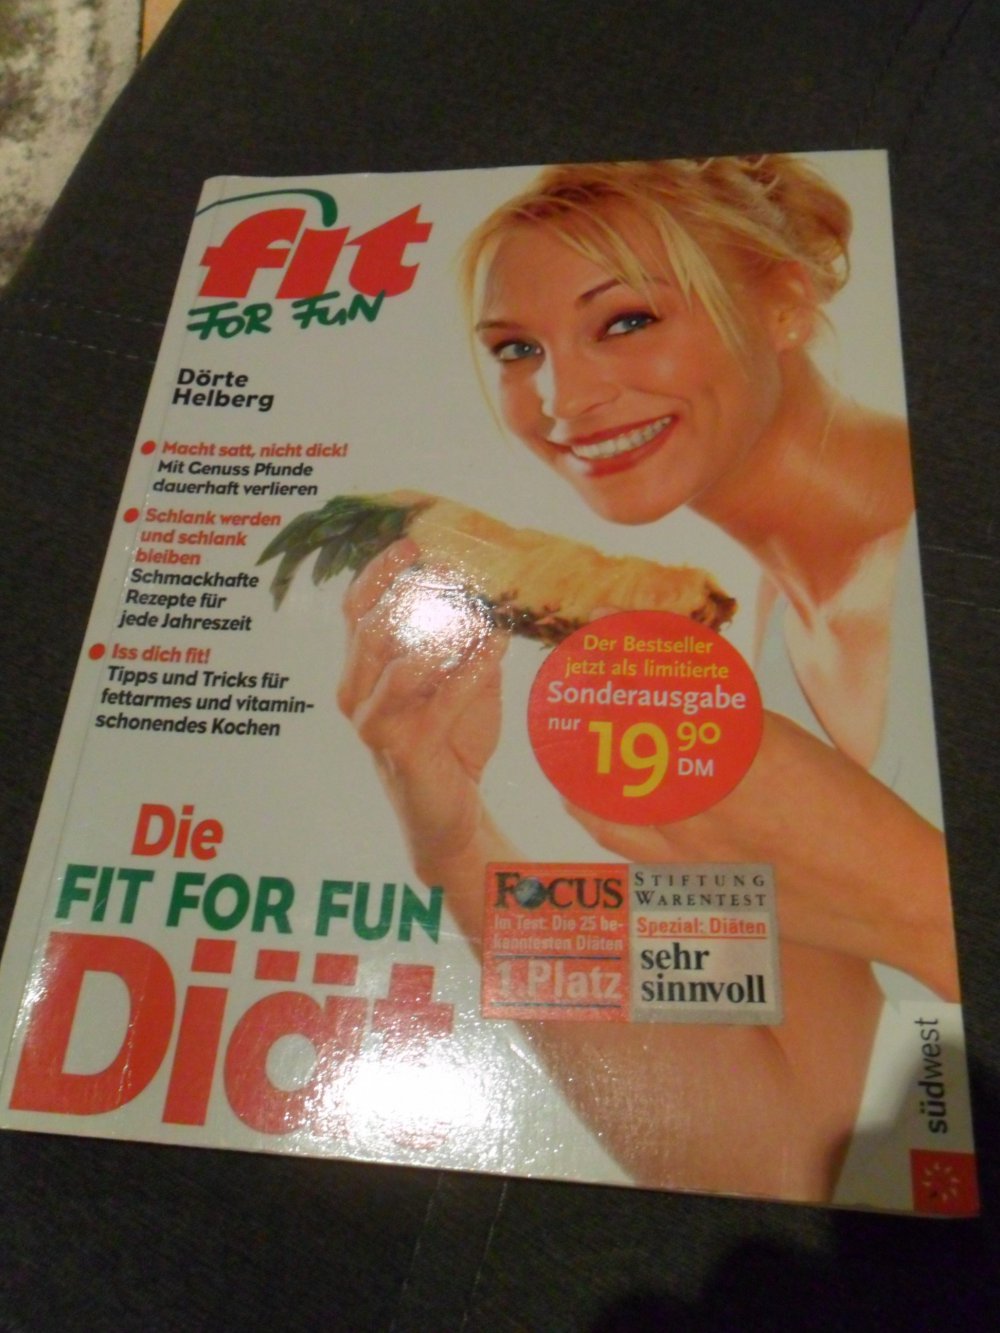 fit
FOR FUN
Dörte
Helberg
Macht satt, nicht dick!
Mit Genuss Pfunde
dauerhaft verlieren
Schlank werden
und schlank
bleiben
Schmackhafte
Rezepte für
jede Jahreszeit
Iss dich fit!
Tipps und Tricks für
fettarmes und vitamin-
schonendes Kochen
Der Bestseller
jetzt als limitierte
Sonderausgabe
nur 19 90
DM
Die
FIT FOR FUN
Diät
FOCUS
Im Test: Die 25 be-
kanntesten Diäten
1. Platz
STIFTUNG
WARENTEST
Spezial: Diäten
sehr
sinnvoll
südwest